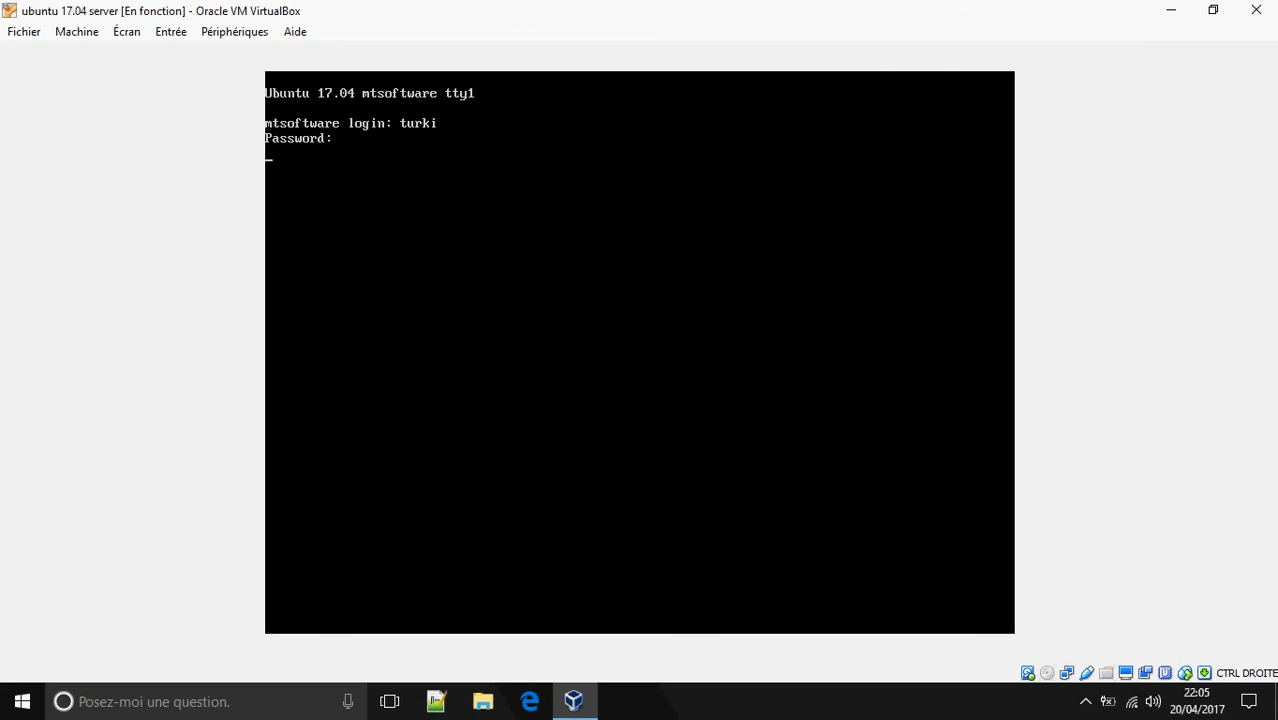 ubuntu 17.04 server [En fonction] - Oracle VM VirtualBox
Fichier Machine Écran Entrée Périphériques Aide
Ubuntu 17.04 mtsoftware tty1
mtsoftware login: turki
Password:
CTRL DROITE
Posez-moi une question.
22:05
20/04/2017